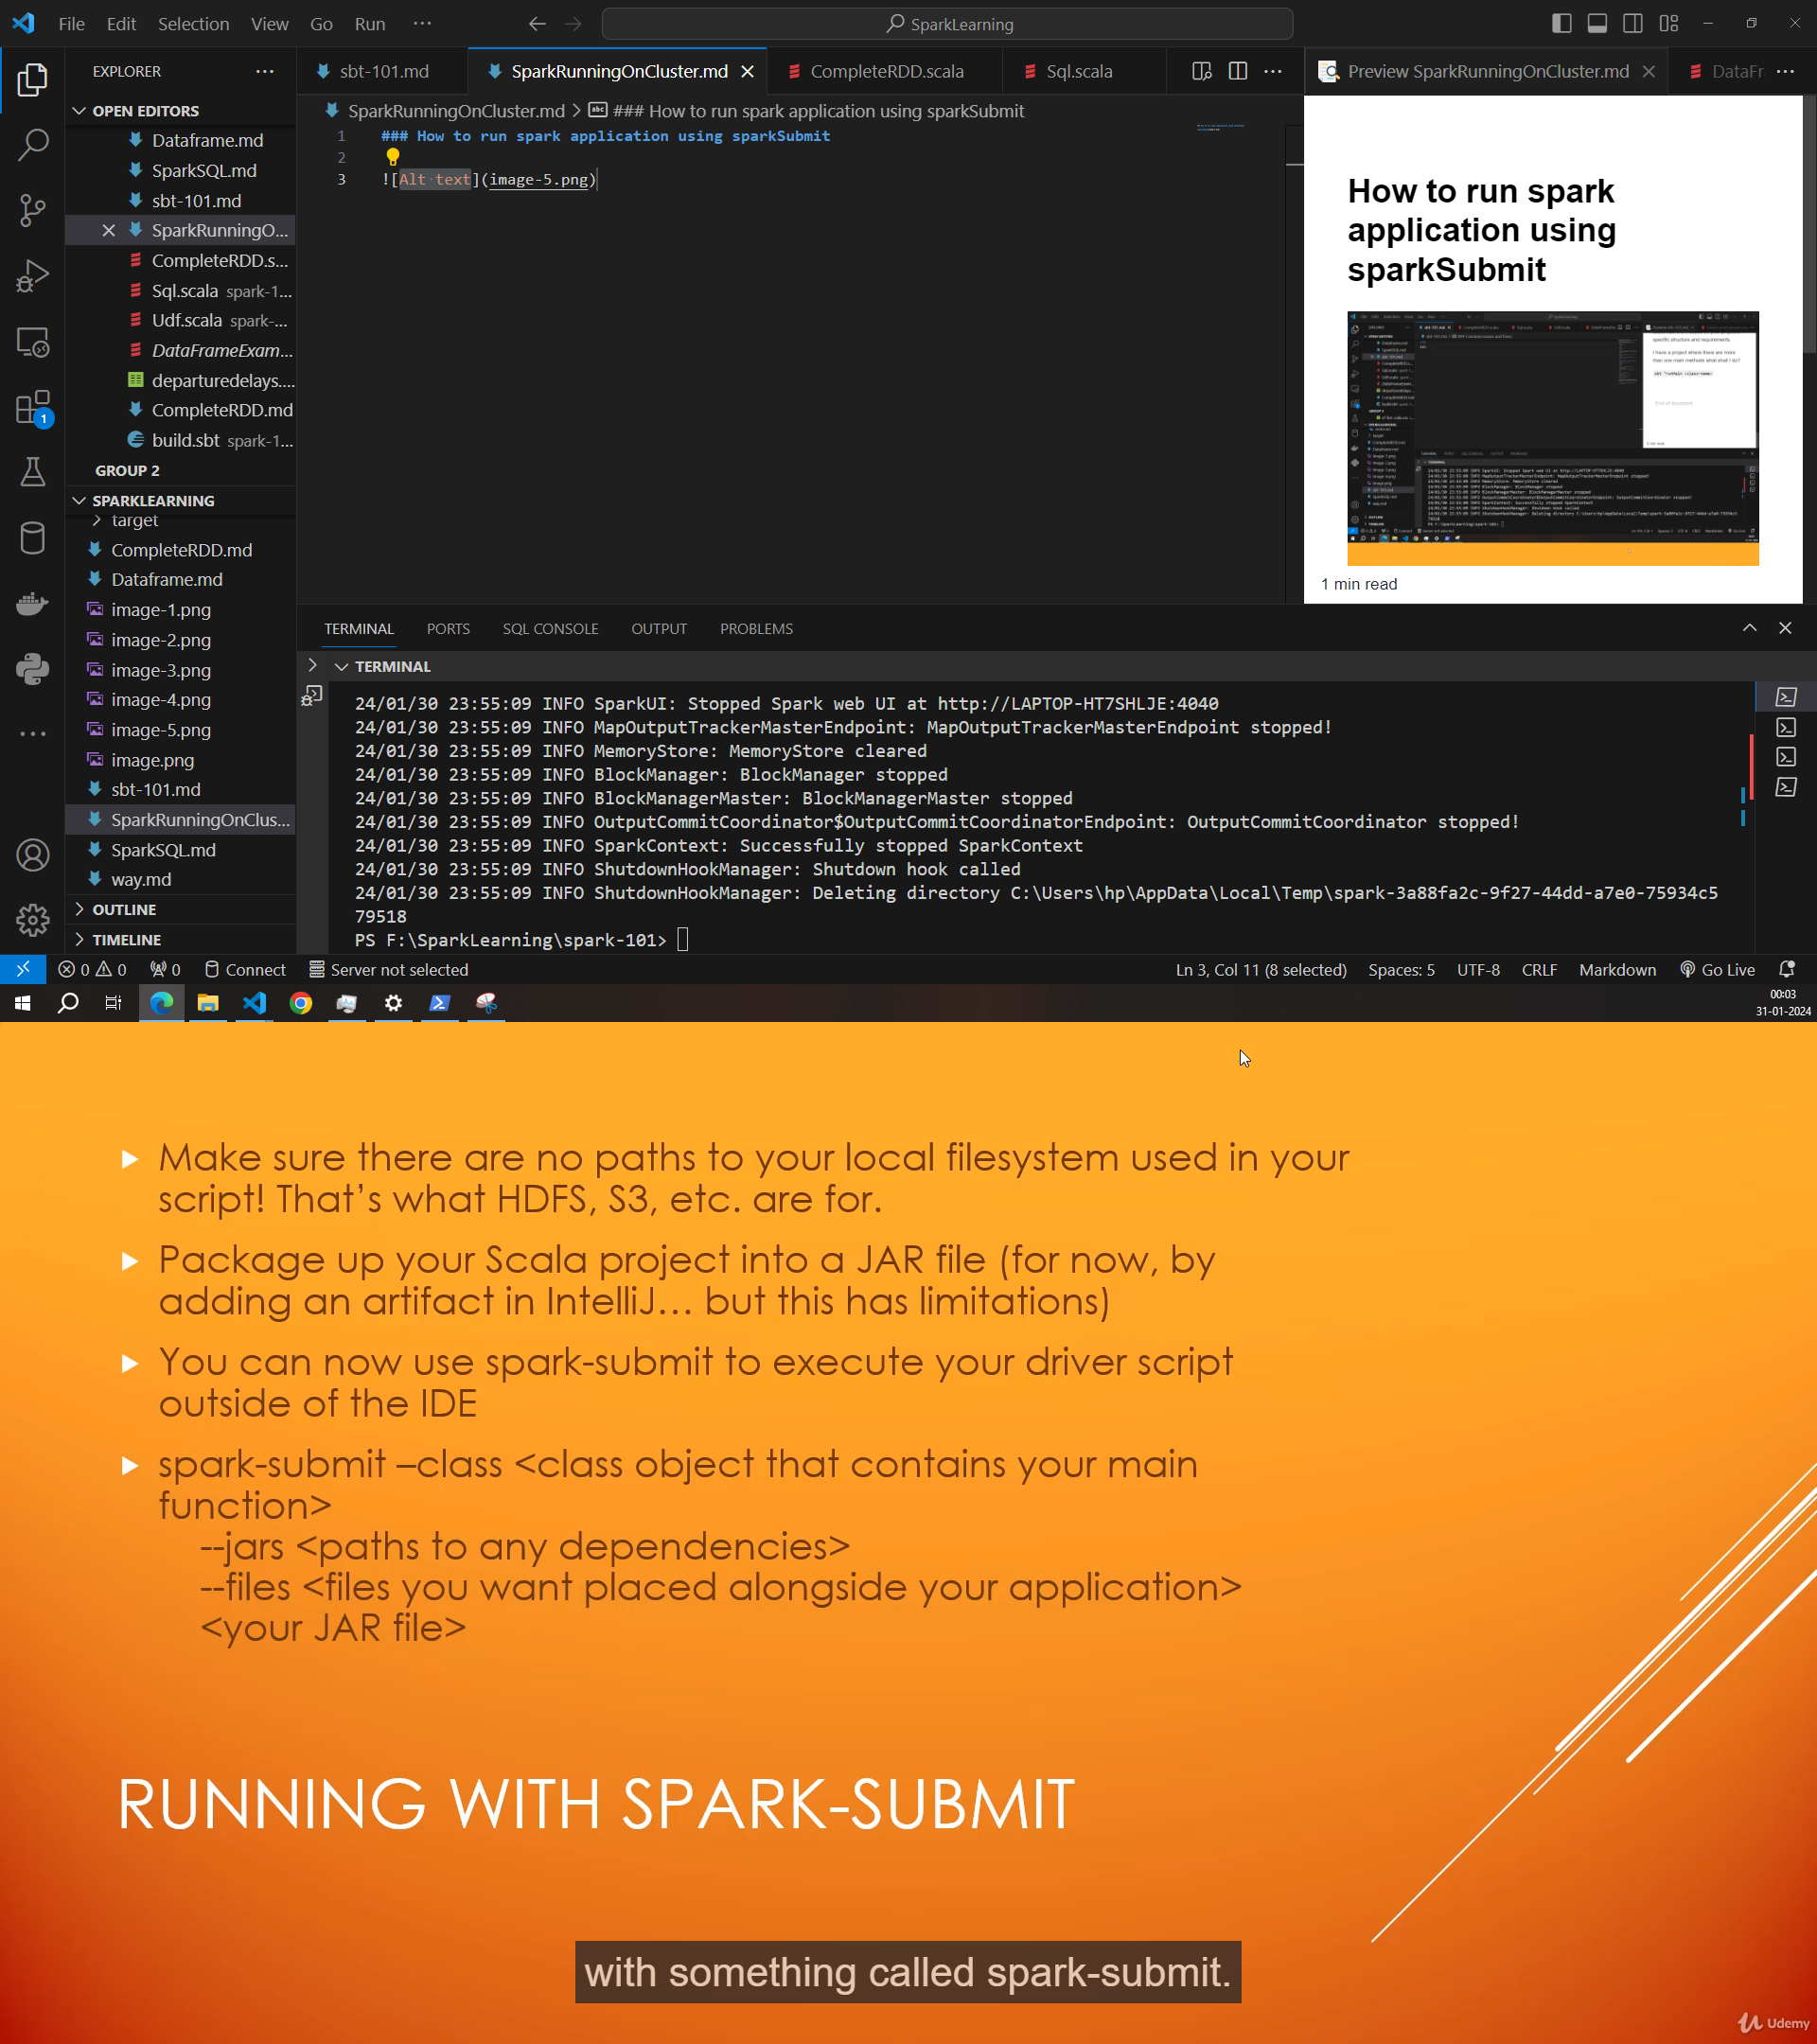 File Edit Selection View Go Run ···
SparkLearning
EXPLORER
OPEN EDITORS
Dataframe.md
SparkSQL.md
sbt-101.md
SparkRunningO...
CompleteRDD.s...
Sql.scala spark-1...
Udf.scala spark-...
DataFrameExam...
departuredelays....
CompleteRDD.md
build.sbt spark-1...
GROUP 2
SPARKLEARNING
target
CompleteRDD.md
Dataframe.md
image-1.png
image-2.png
image-3.png
image-4.png
image-5.png
image.png
sbt-101.md
SparkRunningOnClus...
SparkSQL.md
way.md
OUTLINE
TIMELINE
1
sbt-101.md
SparkRunningOnCluster.md
CompleteRDD.scala
Sql.scala
SparkRunningOnCluster.md > ### How to run spark application using sparkSubmit
1 ### How to run spark application using sparkSubmit
2
3 ![Alt text](image-5.png)
Preview SparkRunningOnCluster.md
DataFr
How to run spark
application using
sparkSubmit
1 min read
TERMINAL PORTS SQL CONSOLE OUTPUT PROBLEMS
TERMINAL
24/01/30 23:55:09 INFO SparkUI: Stopped Spark web UI at http://LAPTOP-HT7SHLJE:4040
24/01/30 23:55:09 INFO MapOutputTrackerMasterEndpoint: MapOutputTrackerMasterEndpoint stopped!
24/01/30 23:55:09 INFO MemoryStore: MemoryStore cleared
24/01/30 23:55:09 INFO BlockManager: BlockManager stopped
24/01/30 23:55:09 INFO BlockManagerMaster: BlockManagerMaster stopped
24/01/30 23:55:09 INFO OutputCommitCoordinator$OutputCommitCoordinatorEndpoint: OutputCommitCoordinator stopped!
24/01/30 23:55:09 INFO SparkContext: Successfully stopped SparkContext
24/01/30 23:55:09 INFO ShutdownHookManager: Shutdown hook called
24/01/30 23:55:09 INFO ShutdownHookManager: Deleting directory C:\Users\hp\AppData\Local\Temp\spark-3a88fa2c-9f27-44dd-a7e0-75934c5
79518
PS F:\SparkLearning\spark-101>
0 0 0 Connect Server not selected
Ln 3, Col 11 (8 selected) Spaces: 5 UTF-8 CRLF Markdown Go Live
00:03
31-01-2024
Make sure there are no paths to your local filesystem used in your
script! That's what HDFS, S3, etc. are for.
Package up your Scala project into a JAR file (for now, by
adding an artifact in IntelliJ... but this has limitations)
You can now use spark-submit to execute your driver script
outside of the IDE
spark-submit –class <class object that contains your main
function>
--jars <paths to any dependencies>
--files <files you want placed alongside your application>
<your JAR file>
RUNNING WITH SPARK-SUBMIT
with something called spark-submit.
Udemy